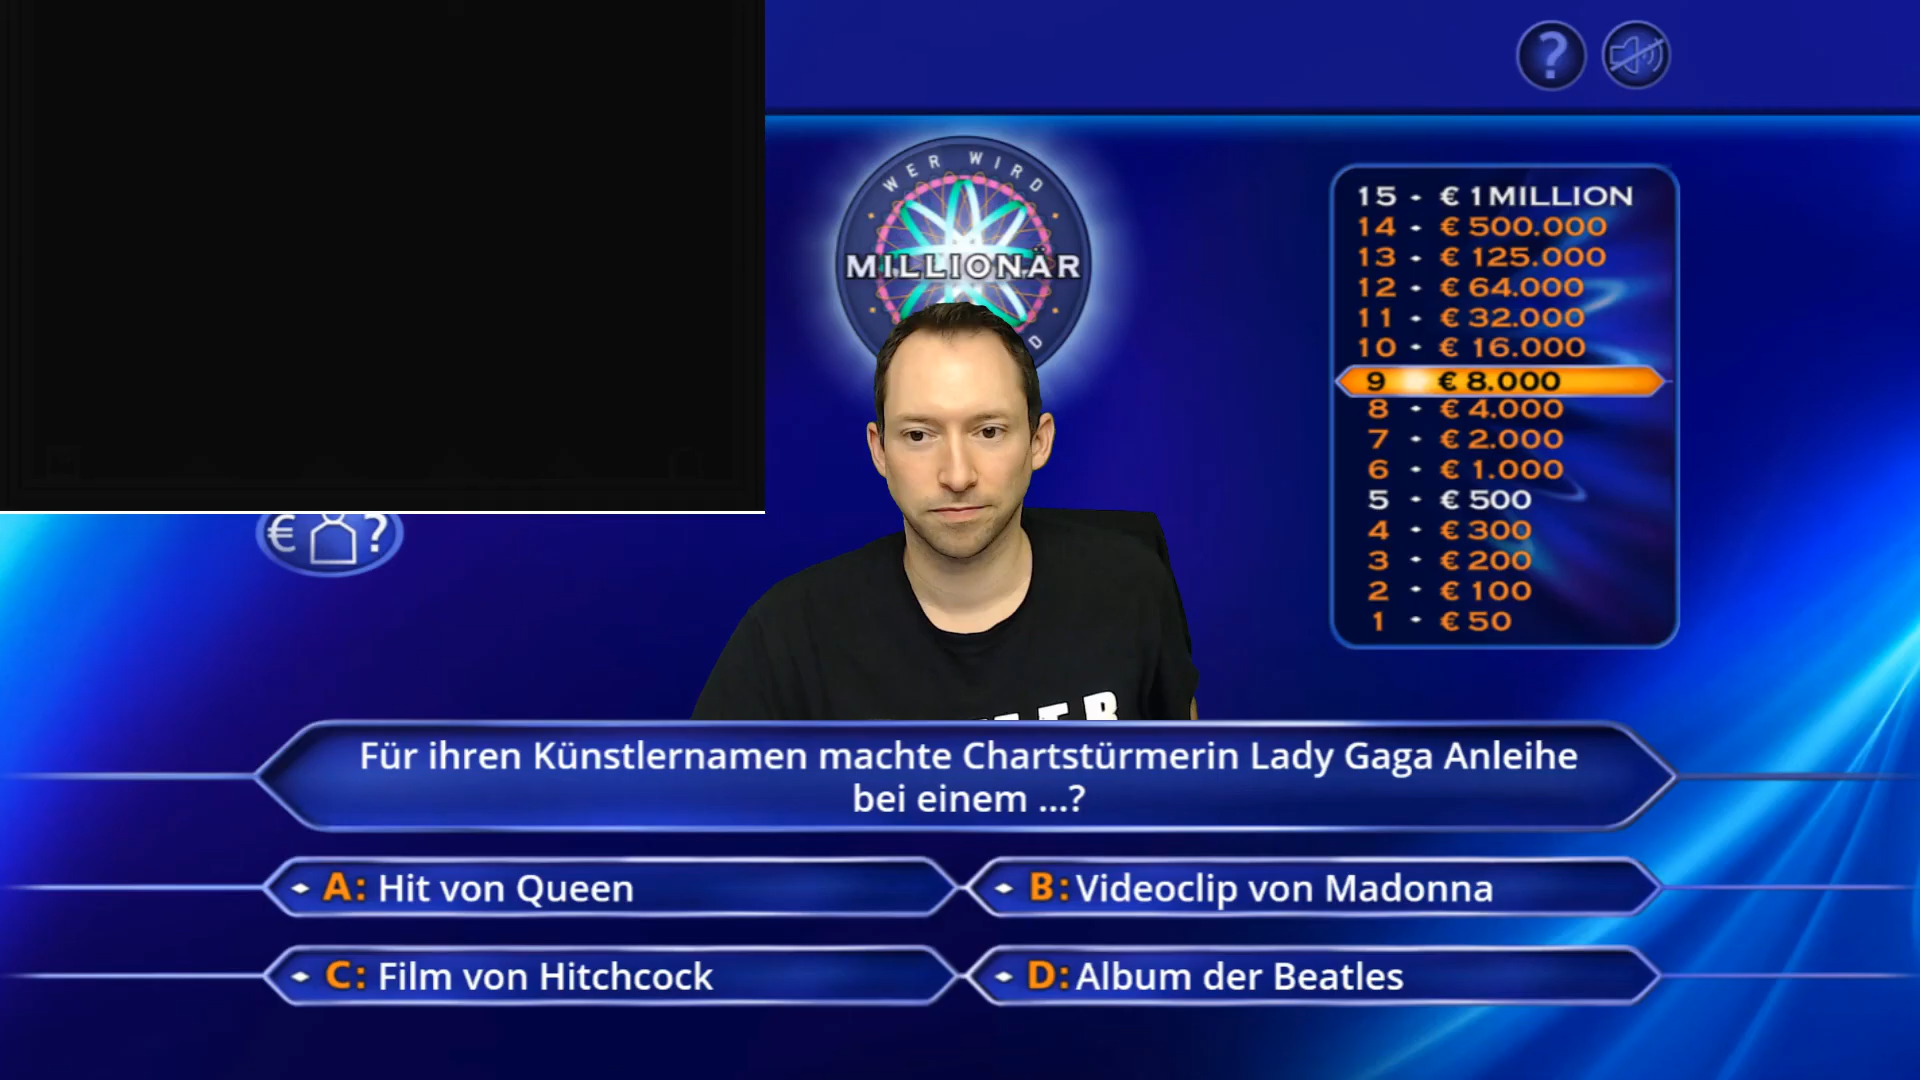 ?
WER WIRD
MILLIONÄR
15 · € 1 MILLION
14 · € 500.000
13 · € 125.000
12 · € 64.000
11 · € 32.000
10 · € 16.000
9 € 8.000
8 · € 4.000
7 · € 2.000
6 · € 1.000
5 · € 500
4 · € 300
3 · € 200
2 · € 100
1 · € 50
€ ?
Für ihren Künstlernamen machte Chartstürmerin Lady Gaga Anleihe
bei einem ...?
A: Hit von Queen
B: Videoclip von Madonna
C: Film von Hitchcock
D: Album der Beatles